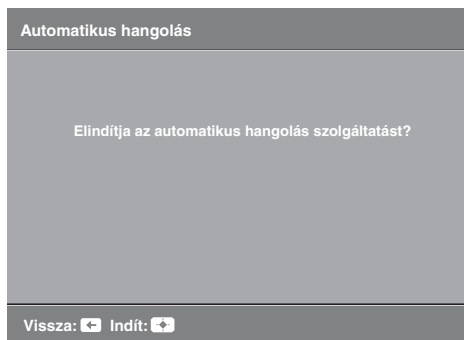 Automatikus hangolás
Elindítja az automatikus hangolás szolgáltatást?
Vissza: Indít: